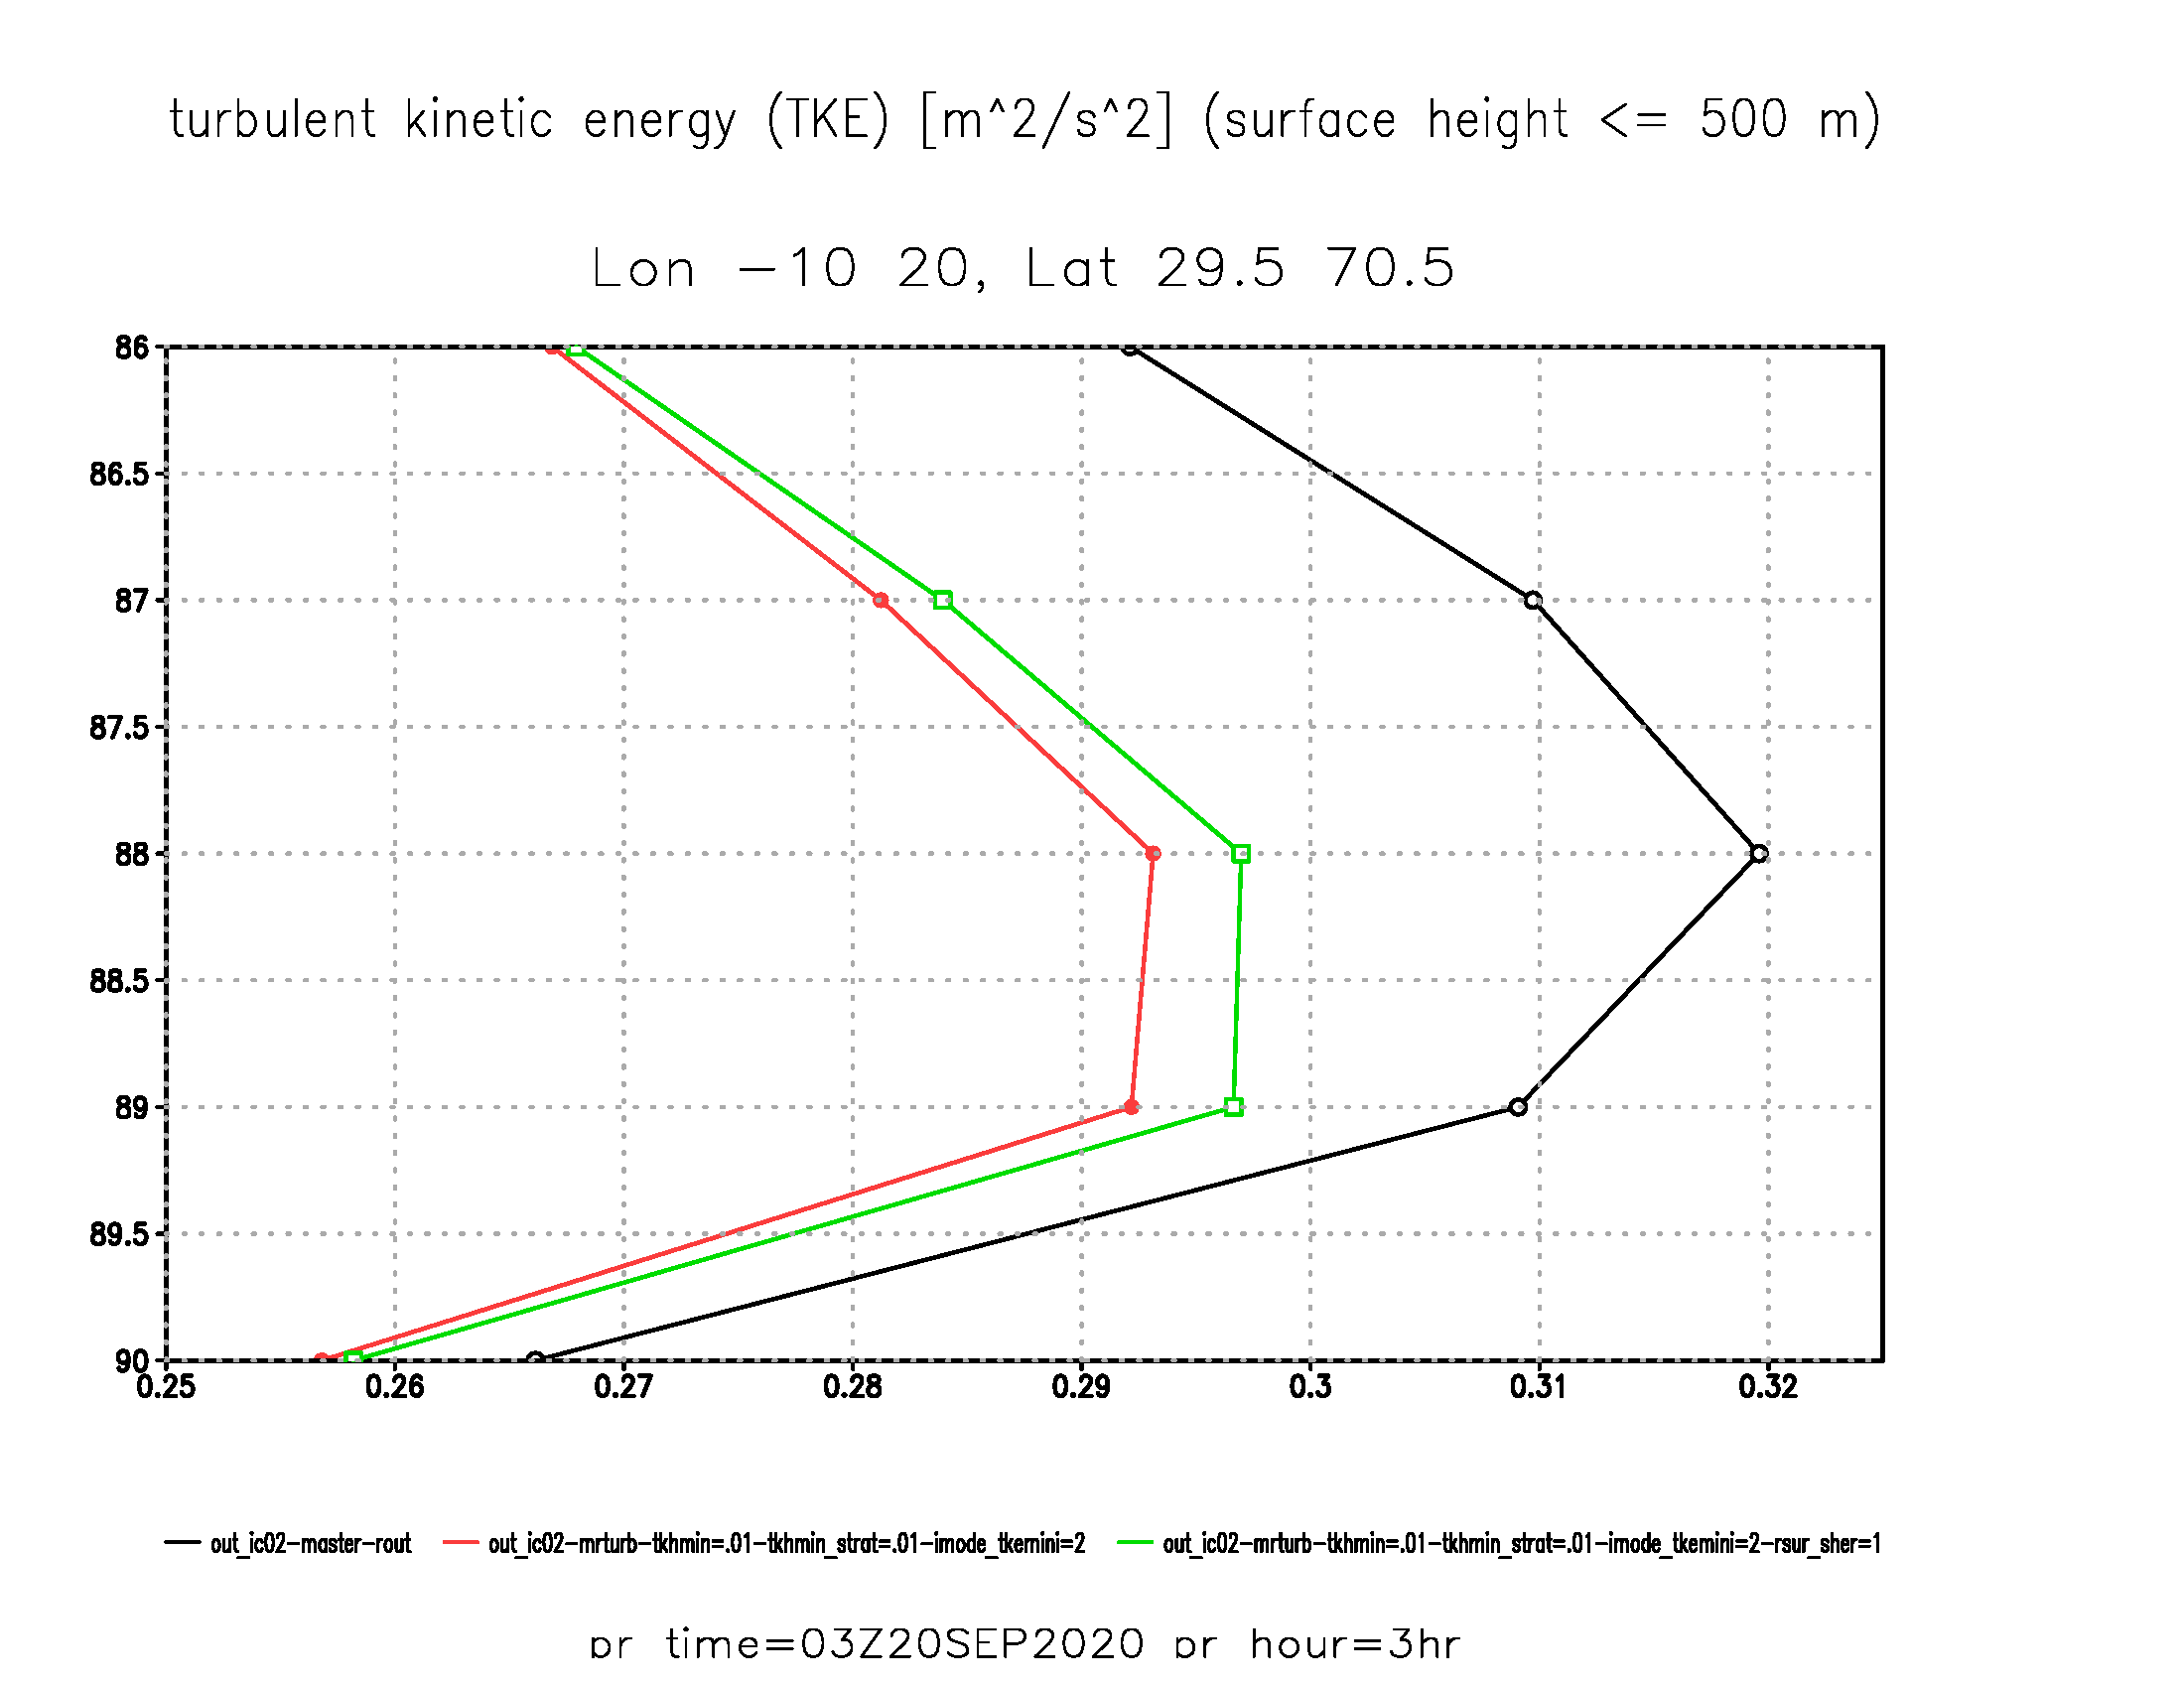 turbulent kinetic energy (TKE) [m^2/s^2] (surface height <= 500 m)
Lon -10 20, Lat 29.5 70.5
86
86.5
87
87.5
88
88.5
89
89.5
90
0.25 0.26 0.27 0.28 0.29 0.3 0.31 0.32
out_ic02-master-rout out_ic02-mrturb-tkhmin=.01-tkhmin_strat=.01-imode_tkemini=2 out_ic02-mrturb-tkhmin=.01-tkhmin_strat=.01-imode_tkemini=2-rsur_sher=1
pr time=03Z20SEP2020 pr hour=3hr